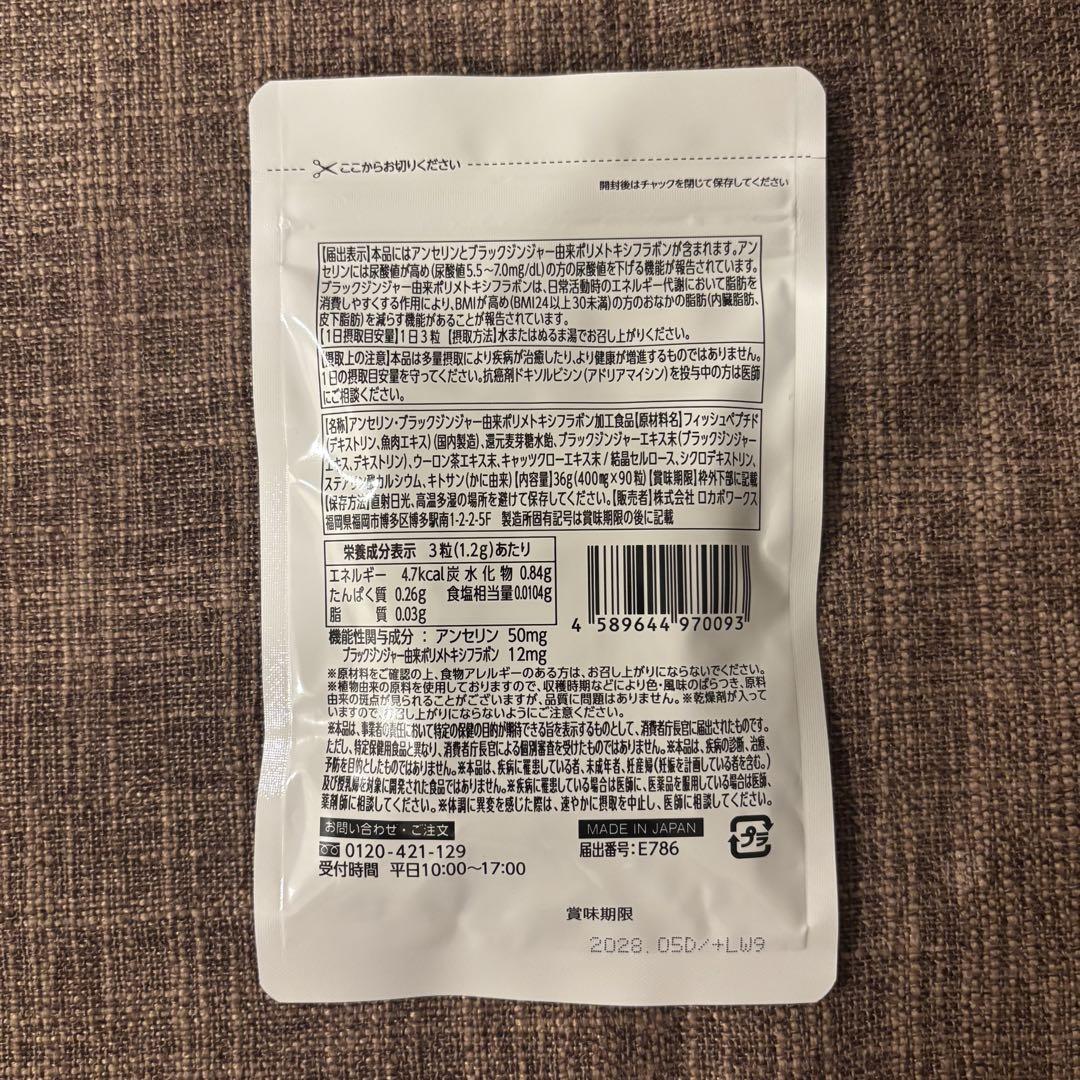 ここからお切りください
開封後はチャックを閉じて保存してください
【届出表示】本品にはアンセリンとブラックジンジャー由来ポリメトキシフラボンが含まれます。アン
セリンには尿酸値が高め(尿酸値5.5～7.0mg/dL)の方の尿酸値を下げる機能が報告されています。
ブラックジンジャー由来ポリメトキシフラボンは、日常活動時のエネルギー代謝において脂肪を
消費しやすくする作用により、BMIが高め(BMI24以上30未満)の方のおなかの脂肪(内臓脂肪、
皮下脂肪)を減らす機能があることが報告されています。
【1日摂取目安量】1日3粒【摂取方法】水またはぬるま湯でお召し上がりください。
【摂取上の注意】本品は多量摂取により疾病が治癒したり、より健康が増進するものではありません。
1日の摂取目安量を守ってください。抗癌剤ドキソルビシン(アドリアマイシン)を投与中の方は医師
にご相談ください。
【名称】アンセリン・ブラックジンジャー由来ポリメトキシフラボン加工食品【原材料名】フィッシュペプチド
(デキストリン、魚肉エキス)(国内製造)、還元麦芽糖水飴、ブラックジンジャーエキス末(ブラックジンジャー
エキス、デキストリン)、ウーロン茶エキス末、キャッツクローエキス末/結晶セルロース、シクロデキストリン、
ステアリン酸カルシウム、キトサン(かに由来)【内容量】36g(400mg×90粒)【賞味期限】枠外下部に記載
【保存方法】直射日光、高温多湿の場所を避けて保存してください。【販売者】株式会社 ロカボワークス
福岡県福岡市博多区博多駅南1-2-2-5F 製造所固有記号は賞味期限の後に記載
栄養成分表示 3粒(1.2g)あたり
エネルギー 4.7kcal 炭水化物 0.84g
たんぱく質 0.26g 食塩相当量 0.0104g
脂質 0.03g
4 589644 970093
機能性関与成分：アンセリン 50mg
ブラックジンジャー由来ポリメトキシフラボン 12mg
※原材料をご確認の上、食物アレルギーのある方は、お召し上がりにならないでください。
※植物由来の原料を使用しておりますので、収穫時期などにより色・風味のばらつき、原料
由来の斑点が見られることがございますが、品質に問題はありません。※乾燥剤が入って
いますので、お召し上がりにならないようにご注意ください。
※本品は、事業者の責任において特定の保健の目的が期待できる旨を表示するものとして、消費者庁長官に届出されたものです。
ただし、特定保健用食品と異なり、消費者庁長官による個別審査を受けたものではありません。※本品は、疾病の診断、治療、
予防を目的としたものではありません。※本品は、疾病に罹患している者、未成年者、妊産婦(妊娠を計画している者を含む。)
及び授乳婦を対象に開発された食品ではありません。※疾病に罹患している場合は医師に、医薬品を服用している場合は医師、
薬剤師に相談してください。※体調に異変を感じた際は、速やかに摂取を中止し、医師に相談してください。
お問い合わせ・ご注文
0120-421-129
受付時間 平日10:00～17:00
MADE IN JAPAN
届出番号：E786
プラ
賞味期限
2028.05D/+LW9